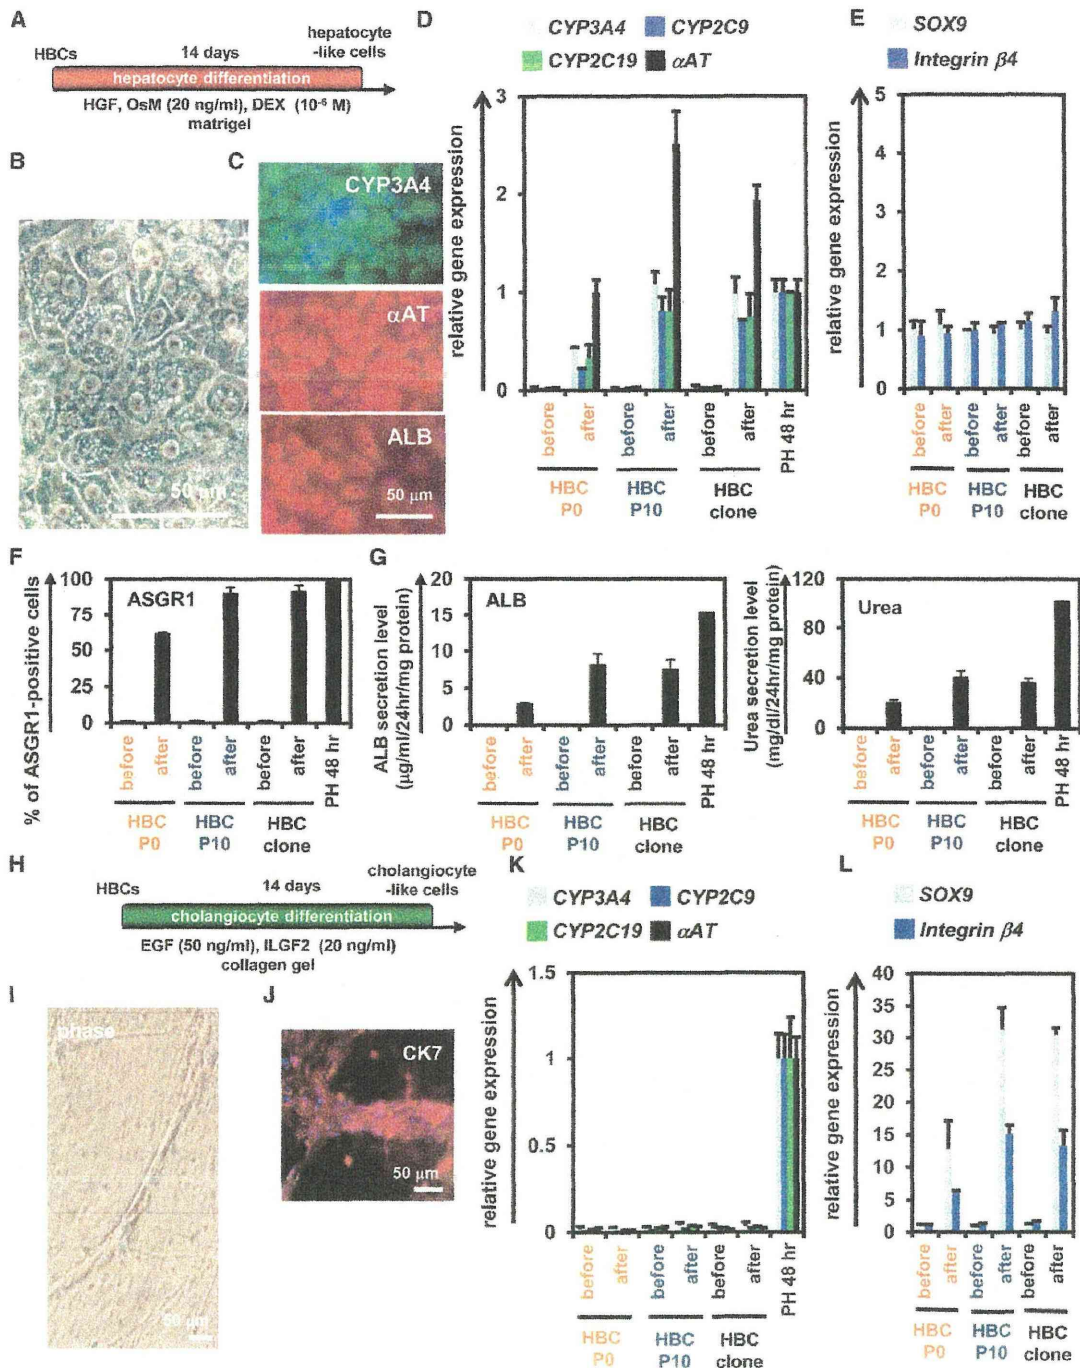 A
HBCs
14 days
hepatocyte
-like cells
hepatocyte differentiation
HGF, OsM (20 ng/ml), DEX (10⁻⁶ M)
matrigel
B
50 μm
C
CYP3A4
αAT
ALB
50 μm
D
CYP3A4
CYP2C9
CYP2C19
αAT
relative gene expression
3
2
1
0
before
after
before
after
before
after
PH 48 hr
HBC
P0
HBC
P10
HBC
clone
E
SOX9
Integrin β4
relative gene expression
5
4
3
2
1
0
before
after
before
after
before
after
HBC
P0
HBC
P10
HBC
clone
F
ASGR1
% of ASGR1-positive cells
100
75
50
25
0
before
after
before
after
before
after
PH 48 hr
HBC
P0
HBC
P10
HBC
clone
G
ALB
ALB secretion level
(μg/ml/24hr/mg protein)
20
15
10
5
0
before
after
before
after
before
after
PH 48 hr
HBC
P0
HBC
P10
HBC
clone
Urea
Urea secretion level
(mg/dl/24hr/mg protein)
120
80
40
0
before
after
before
after
before
after
PH 48 hr
HBC
P0
HBC
P10
HBC
clone
H
HBCs
14 days
cholangiocyte
-like cells
cholangiocyte differentiation
EGF (50 ng/ml), ILGF2 (20 ng/ml)
collagen gel
I
phase
50 μm
J
CK7
50 μm
K
CYP3A4
CYP2C9
CYP2C19
αAT
relative gene expression
1.5
1
0.5
0
before
after
before
after
before
after
PH 48 hr
HBC
P0
HBC
P10
HBC
clone
L
SOX9
Integrin β4
relative gene expression
40
35
30
25
20
15
10
5
0
before
after
before
after
before
after
HBC
P0
HBC
P10
HBC
clone